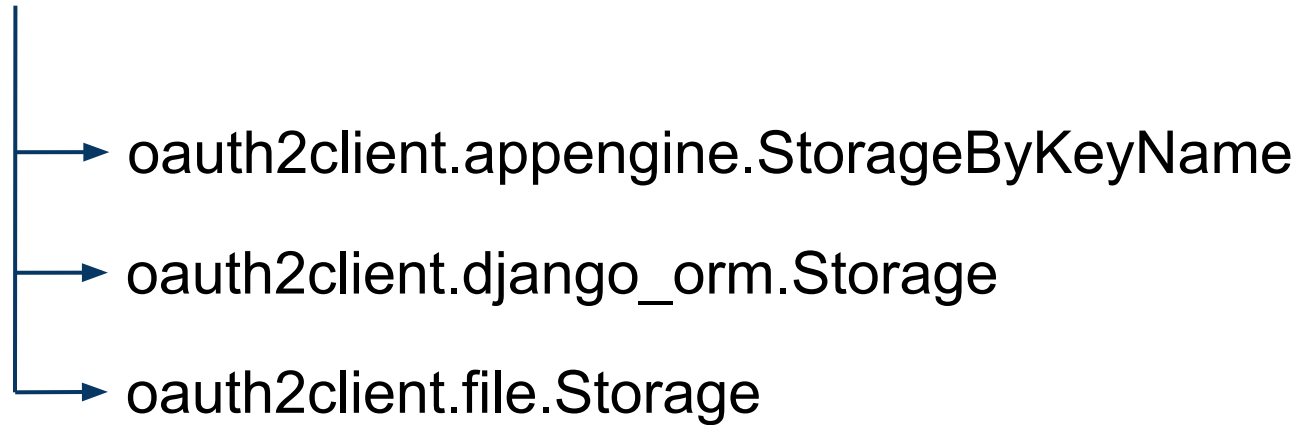 oauth2client.appengine.StorageByKeyName
oauth2client.django_orm.Storage
oauth2client.file.Storage